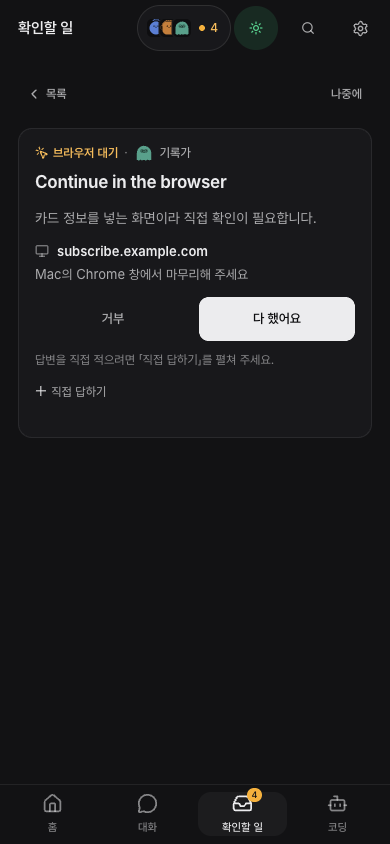 확인할 일
4
목록
나중에
브라우저 대기 · 기록가
Continue in the browser
카드 정보를 넣는 화면이라 직접 확인이 필요합니다.
subscribe.example.com
Mac의 Chrome 창에서 마무리해 주세요
거부
다 했어요
답변을 직접 적으려면 「직접 답하기」를 펼쳐 주세요.
직접 답하기
4
홈
대화
확인할 일
코딩